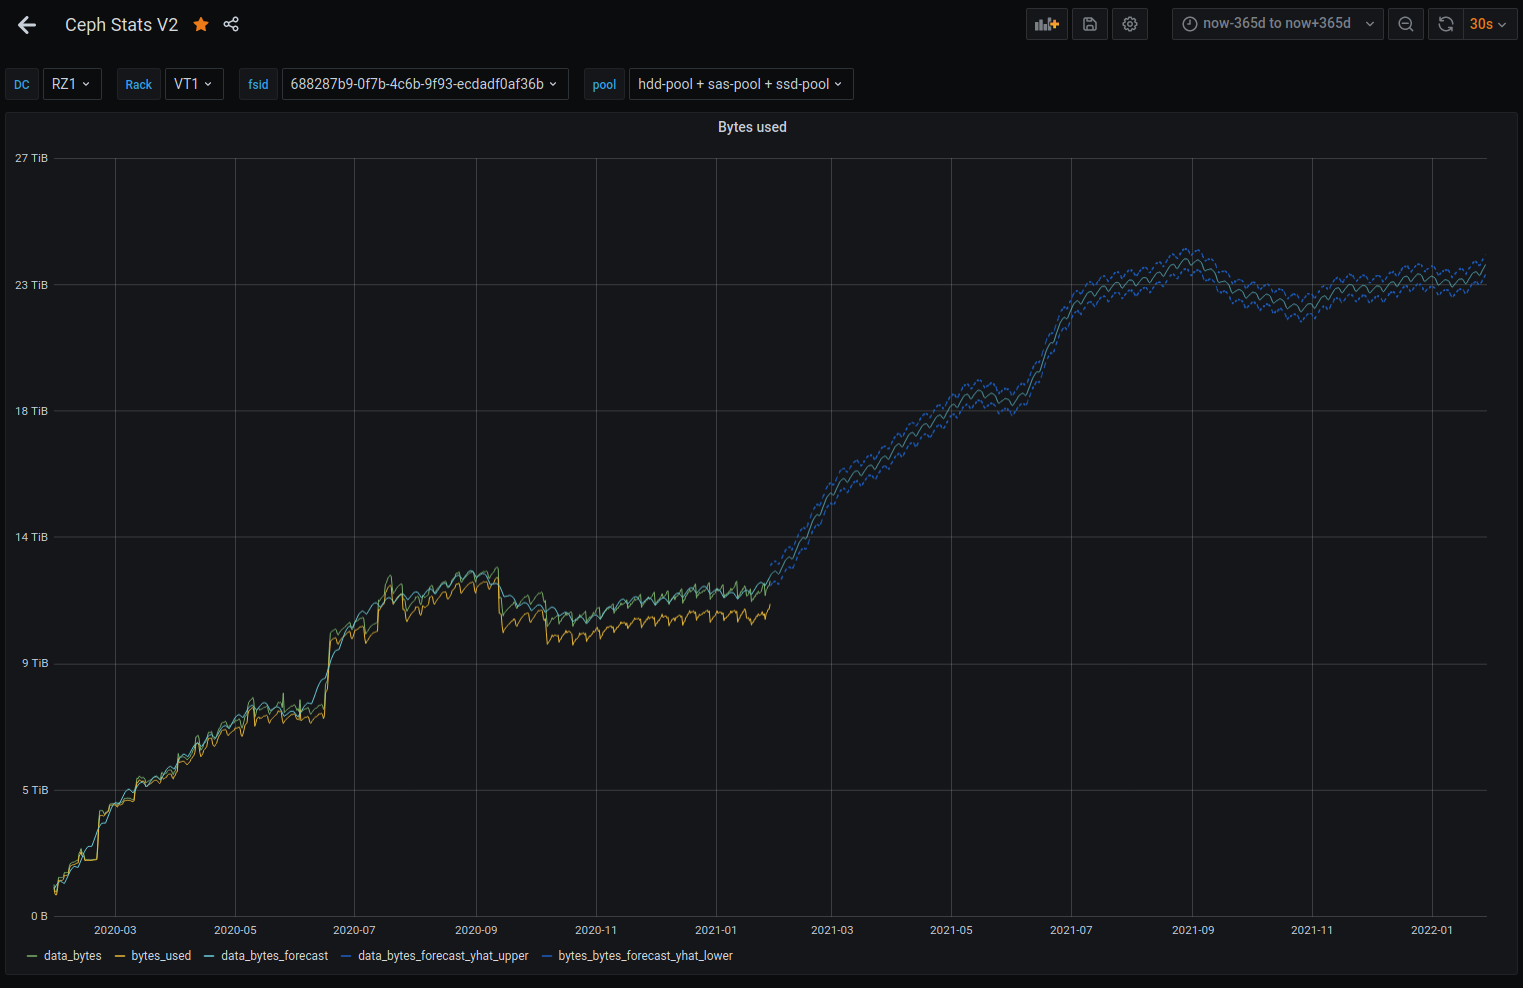 Ceph Stats V2
now-365d to now+365d
30s
DC RZ1 Rack VT1 fsid 688287b9-0f7b-4c6b-9f93-ecdadf0af36b pool hdd-pool + sas-pool + ssd-pool
Bytes used
27 TiB
23 TiB
18 TiB
14 TiB
9 TiB
5 TiB
0 B
2020-03 2020-05 2020-07 2020-09 2020-11 2021-01 2021-03 2021-05 2021-07 2021-09 2021-11 2022-01
data_bytes bytes_used data_bytes_forecast data_bytes_forecast_yhat_upper bytes_bytes_forecast_yhat_lower